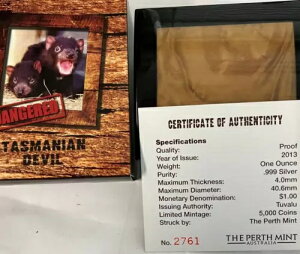 ANGERED
TASMANIAN
DEVIL
CERTIFICATE OF AUTHENTICITY
Specifications
Quality: Proof
Year of Issue: 2013
Weight: One Ounce
Purity: .999 Silver
Maximum Thickness: 4.0mm
Maximum Diameter: 40.6mm
Monetary Denomination: $1.00
Issuing Authority: Tuvalu
Limited Mintage: 5,000 Coins
Struck by: The Perth Mint
No. 2761
THE PERTH MINT
AUSTRALIA